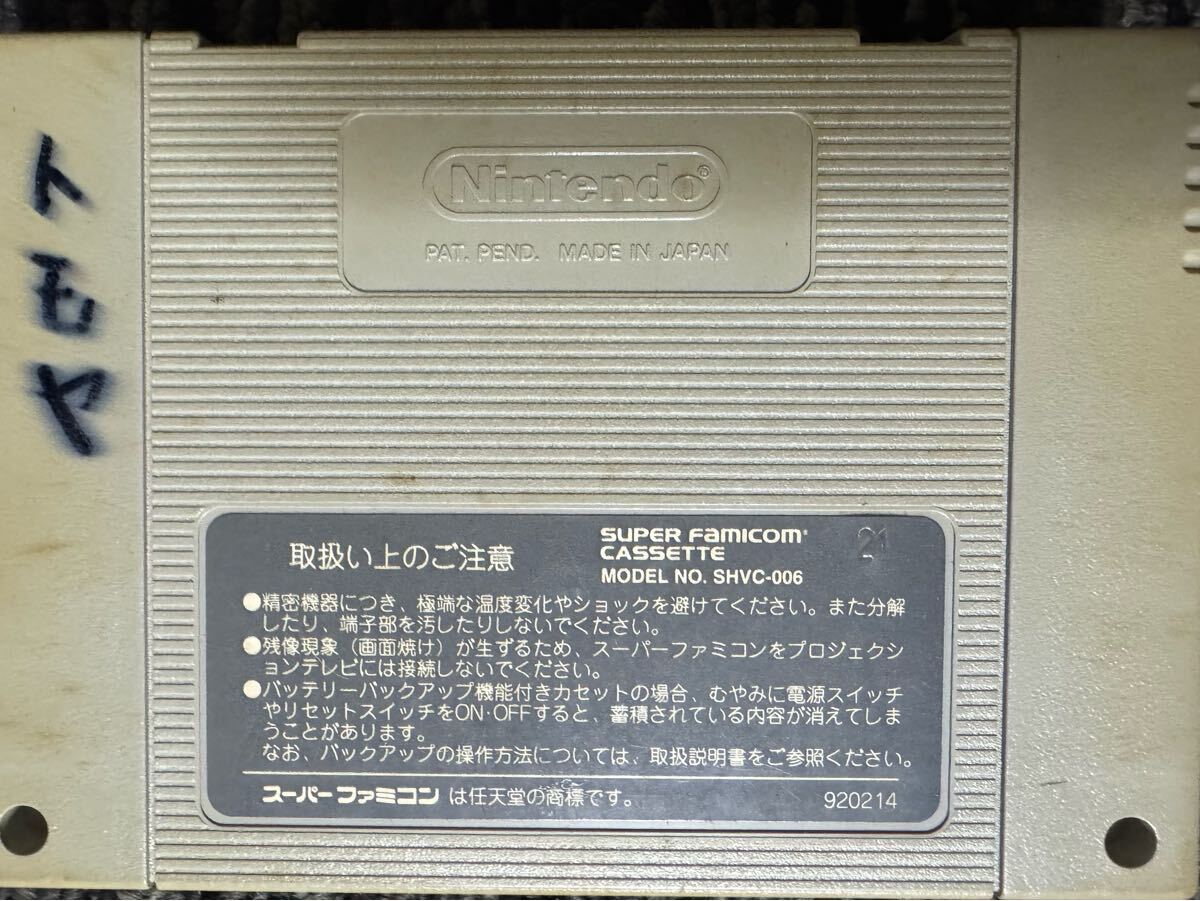 トモヤ
Nintendo®
PAT. PEND. MADE IN JAPAN
取扱い上のご注意
SUPER FAMICOM®
CASSETTE
MODEL NO. SHVC-006
21
●精密機器につき、極端な温度変化やショックを避けてください。また分解
したり、端子部を汚したりしないでください。
●残像現象（画面焼け）が生ずるため、スーパーファミコンをプロジェクシ
ョンテレビには接続しないでください。
●バッテリーバックアップ機能付きカセットの場合、むやみに電源スイッチ
やリセットスイッチをON·OFFすると、蓄積されている内容が消えてしま
うことがあります。
なお、バックアップの操作方法については、取扱説明書をご参照ください。
スーパーファミコン は任天堂の商標です。
920214